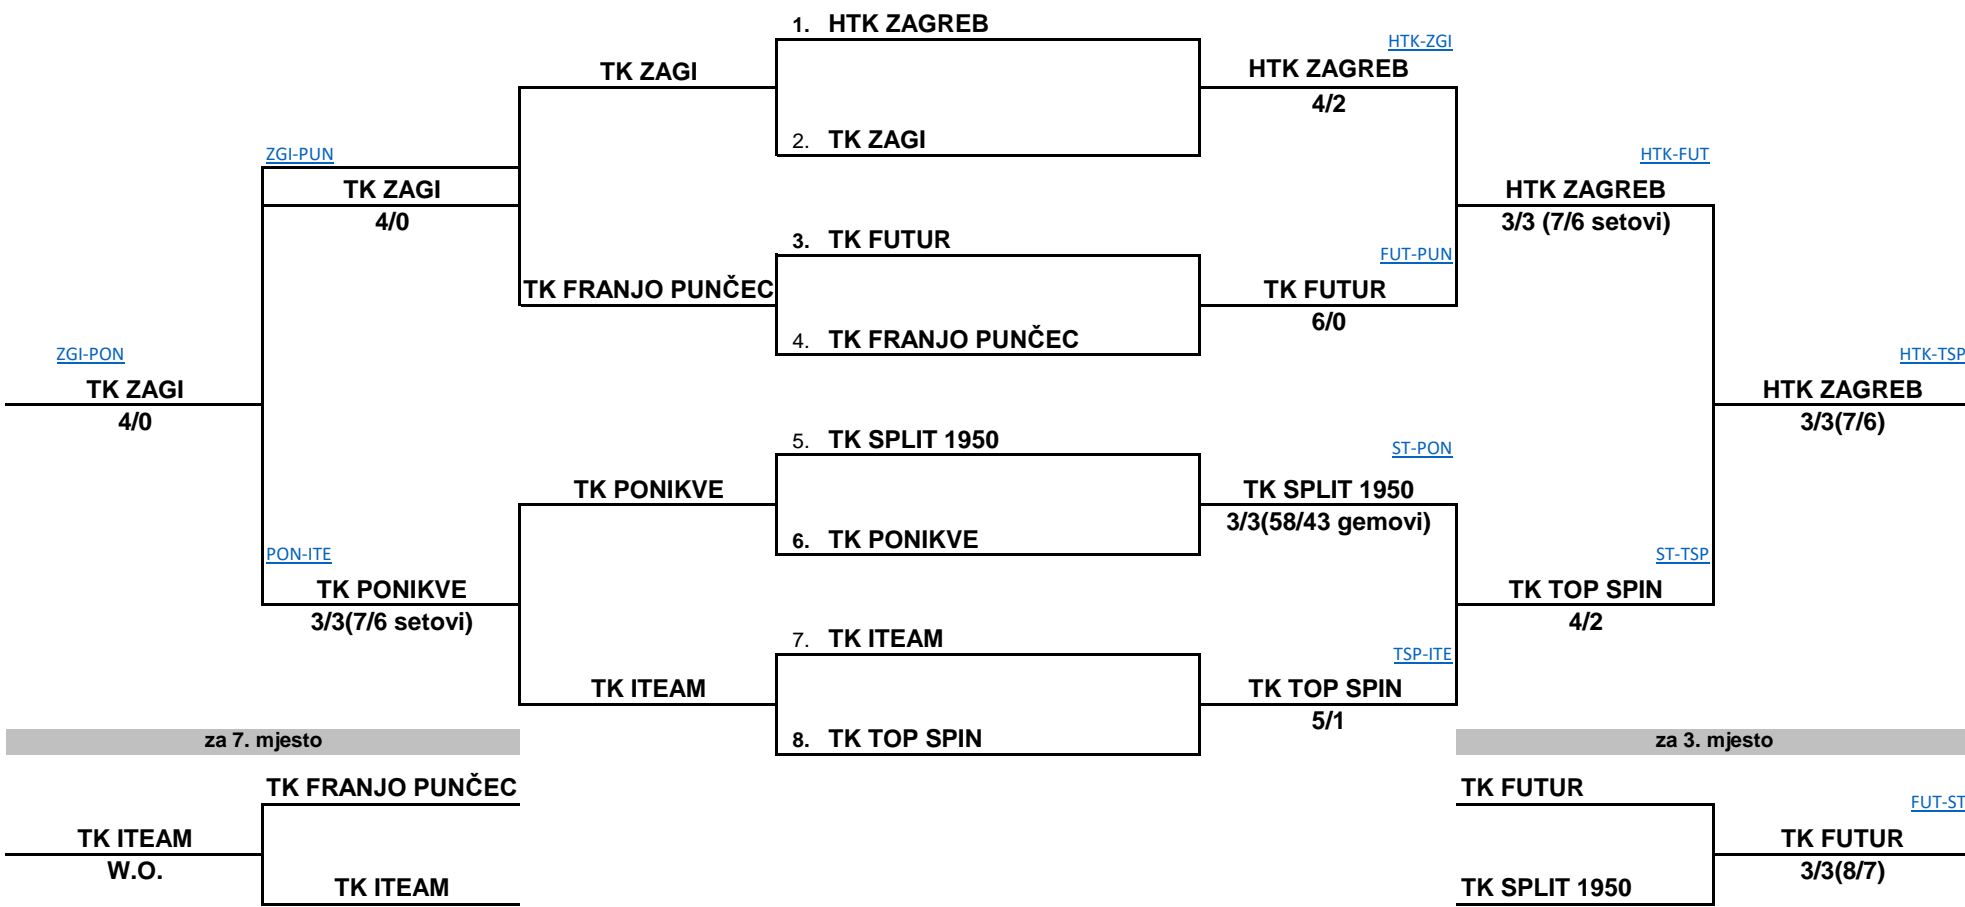 1. HTK ZAGREB
HTK-ZGI
TK ZAGI
HTK ZAGREB
4/2
2. TK ZAGI
ZGI-PUN
HTK-FUT
TK ZAGI
HTK ZAGREB
4/0
3/3 (7/6 setovi)
3. TK FUTUR
FUT-PUN
TK FRANJO PUNČEC
TK FUTUR
6/0
4. TK FRANJO PUNČEC
ZGI-PON
HTK-TSP
TK ZAGI
HTK ZAGREB
4/0
3/3(7/6)
5. TK SPLIT 1950
ST-PON
TK PONIKVE
TK SPLIT 1950
3/3(58/43 gemovi)
6. TK PONIKVE
PON-ITE
ST-TSP
TK PONIKVE
TK TOP SPIN
3/3(7/6 setovi)
4/2
7. TK ITEAM
TSP-ITE
TK ITEAM
TK TOP SPIN
5/1
8. TK TOP SPIN
za 7. mjesto
za 3. mjesto
TK FRANJO PUNČEC
TK FUTUR
FUT-ST
TK ITEAM
TK FUTUR
W.O.
3/3(8/7)
TK ITEAM
TK SPLIT 1950